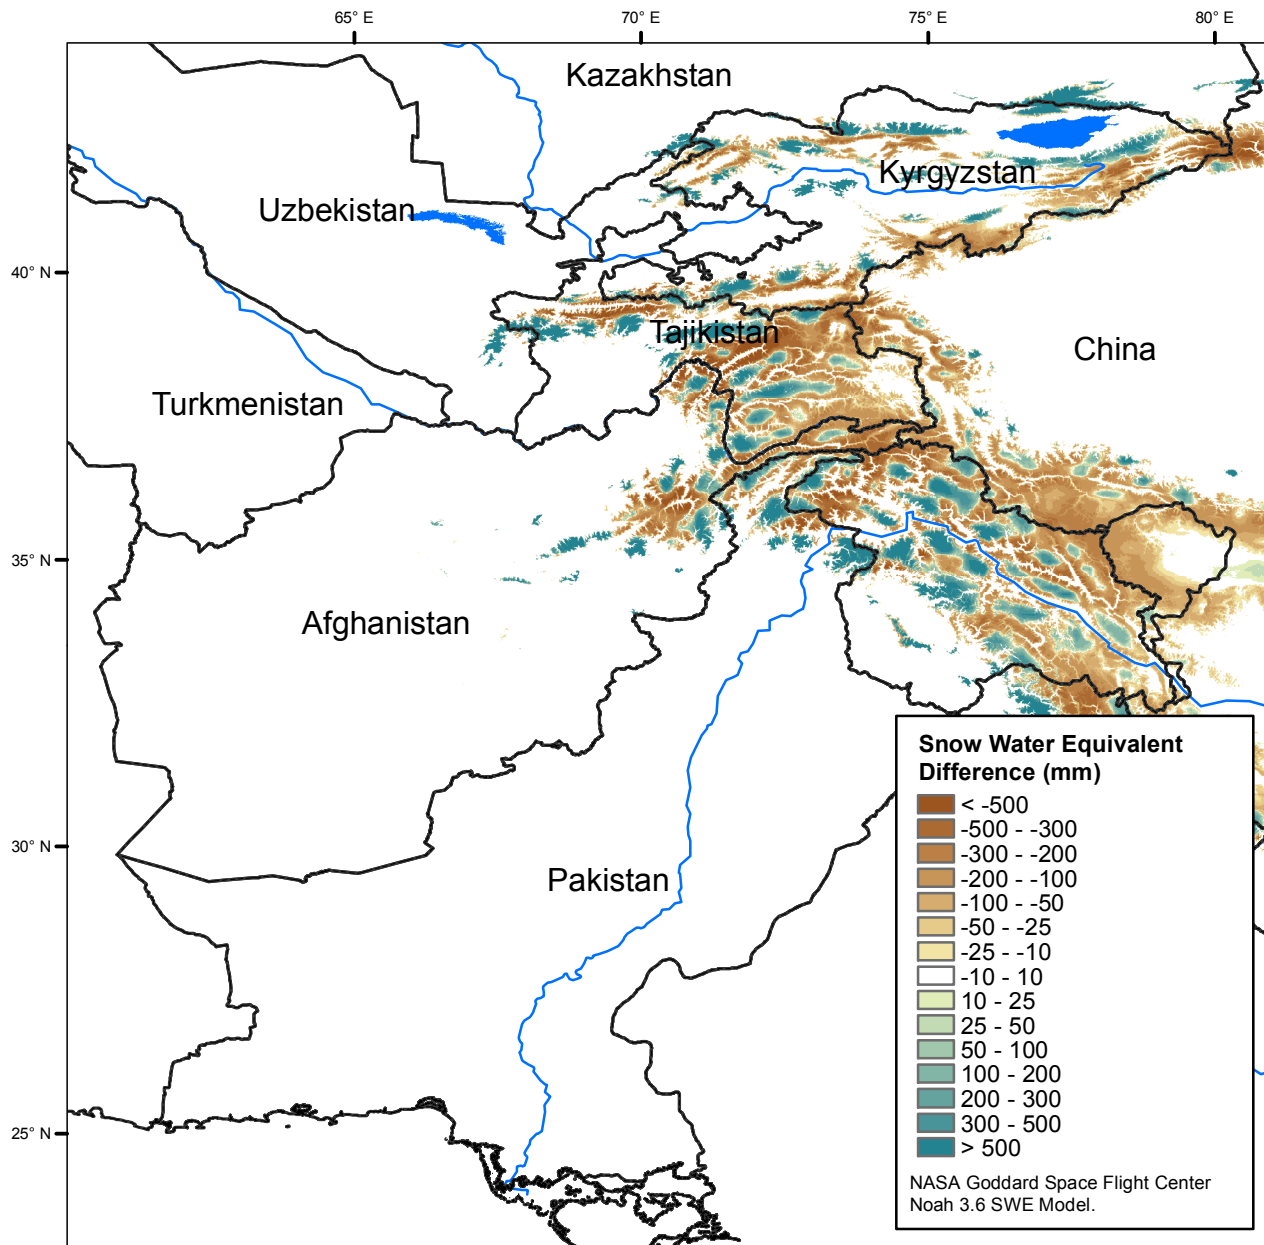 65° E
70° E
75° E
80° E
Kazakhstan
Kyrgyzstan
Uzbekistan
40° N
Tajikistan
China
Turkmenistan
35° N
Afghanistan
30° N
Pakistan
25° N
Snow Water Equivalent
Difference (mm)
< -500
-500 - -300
-300 - -200
-200 - -100
-100 - -50
-50 - -25
-25 - -10
-10 - 10
10 - 25
25 - 50
50 - 100
100 - 200
200 - 300
300 - 500
> 500
NASA Goddard Space Flight Center
Noah 3.6 SWE Model.